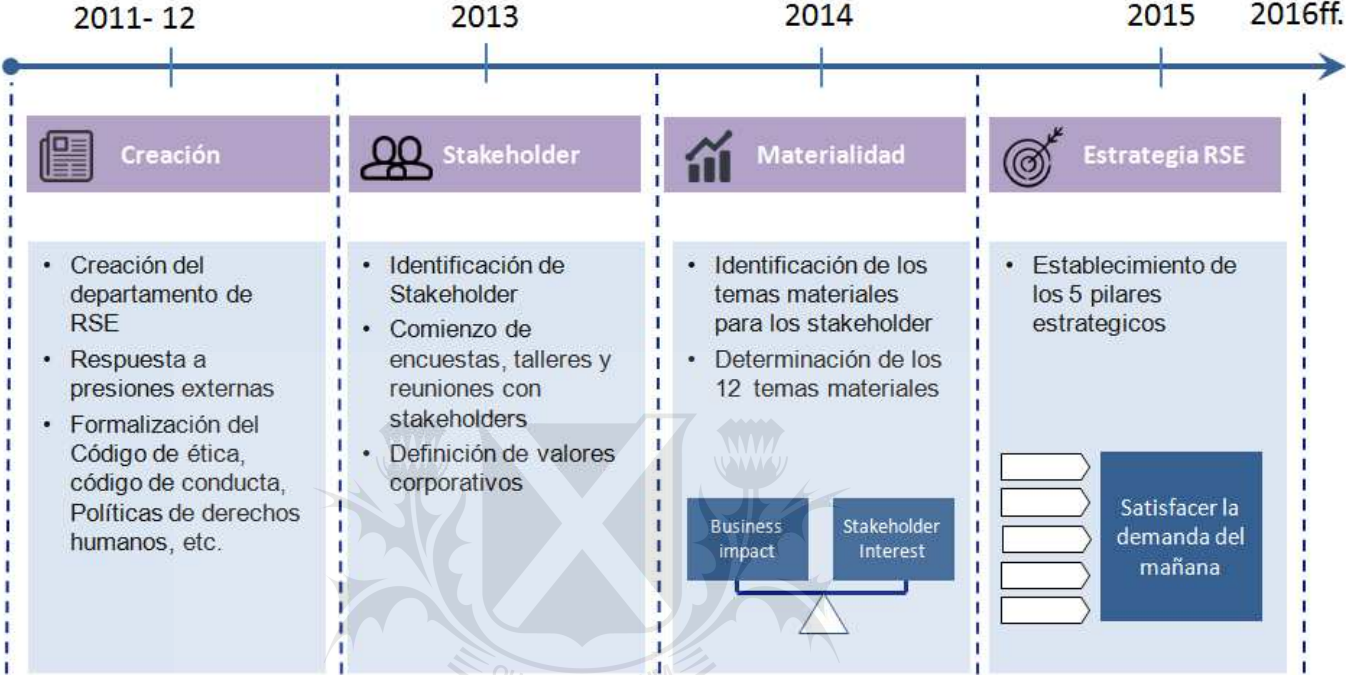 2011- 12
2013
2014
2015
2016ff.
Creación
Stakeholder
Materialidad
Estrategia RSE
• Creación del
departamento de
RSE
• Respuesta a
presiones externas
• Formalización del
Código de ética,
código de conducta,
Políticas de derechos
humanos, etc.
• Identificación de
Stakeholder
• Comienzo de
encuestas, talleres y
reuniones con
stakeholders
• Definición de valores
corporativos
• Identificación de los
temas materiales
para los stakeholder
• Determinación de los
12 temas materiales
Business
impact
Stakeholder
Interest
• Establecimiento de
los 5 pilares
estrategicos
Satisfacer la
demanda del
mañana